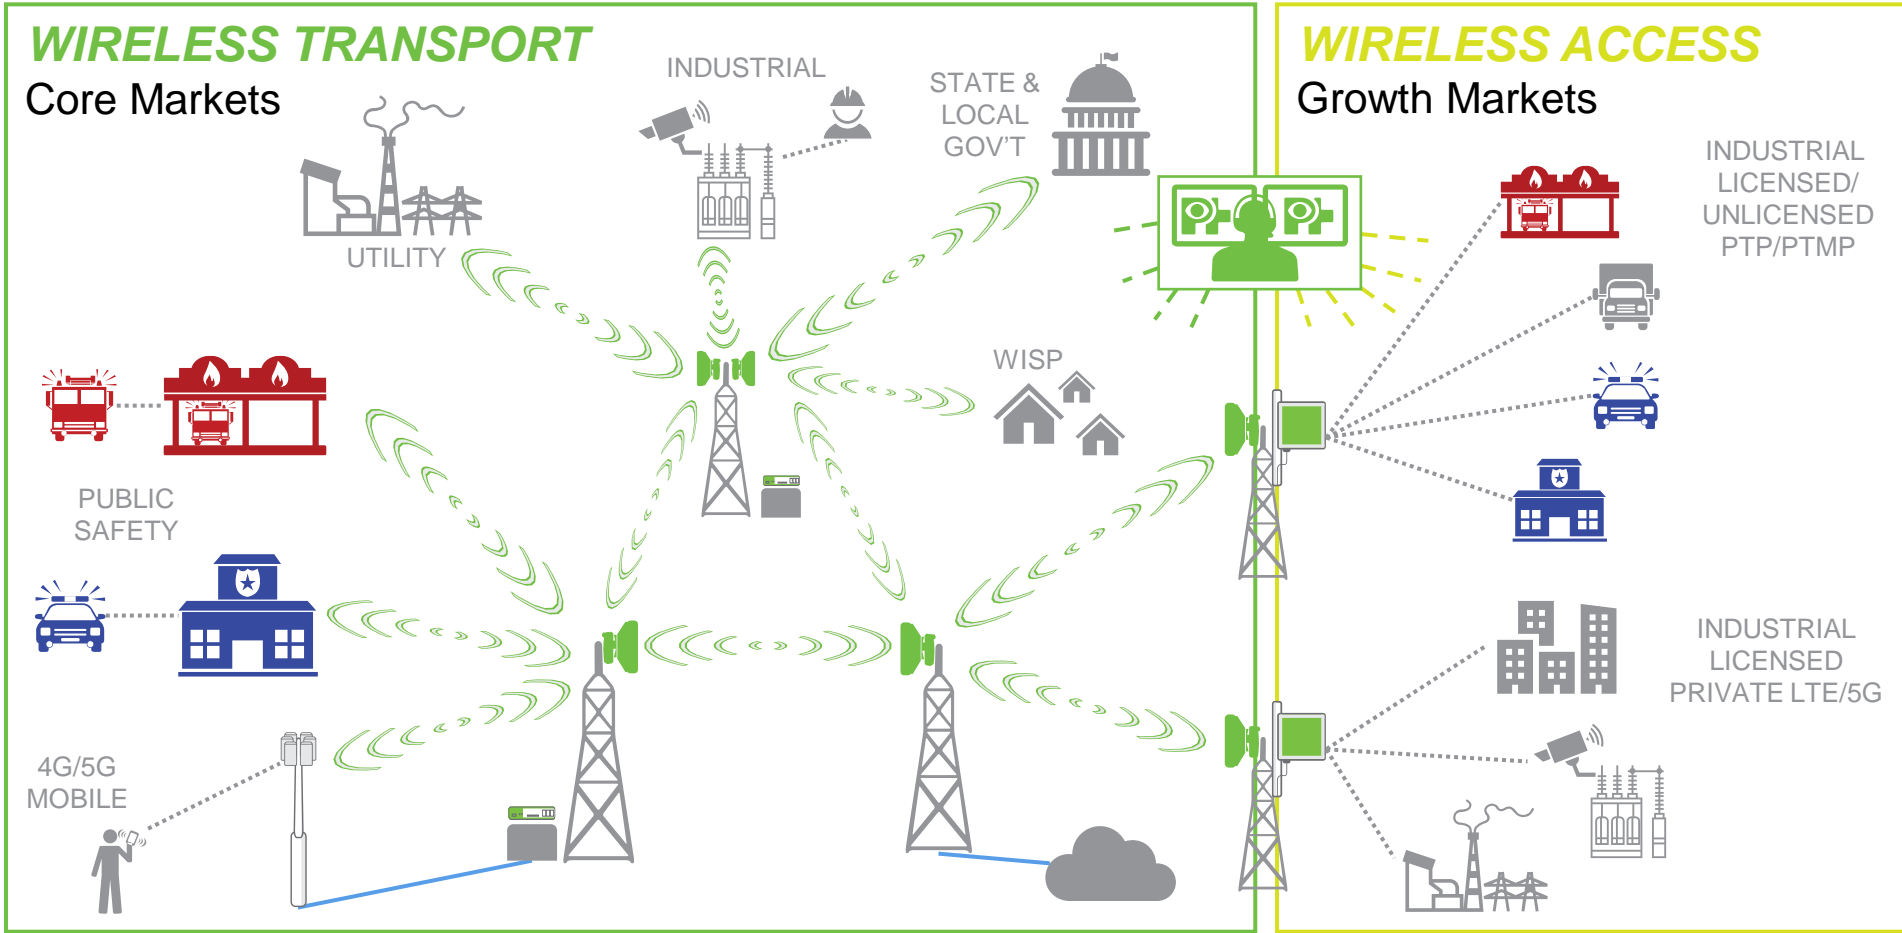 WIRELESS TRANSPORT
Core Markets
INDUSTRIAL
STATE &
LOCAL
GOV'T
UTILITY
WISP
PUBLIC
SAFETY
4G/5G
MOBILE
WIRELESS ACCESS
Growth Markets
INDUSTRIAL
LICENSED/
UNLICENSED
PTP/PTMP
INDUSTRIAL
LICENSED
PRIVATE LTE/5G